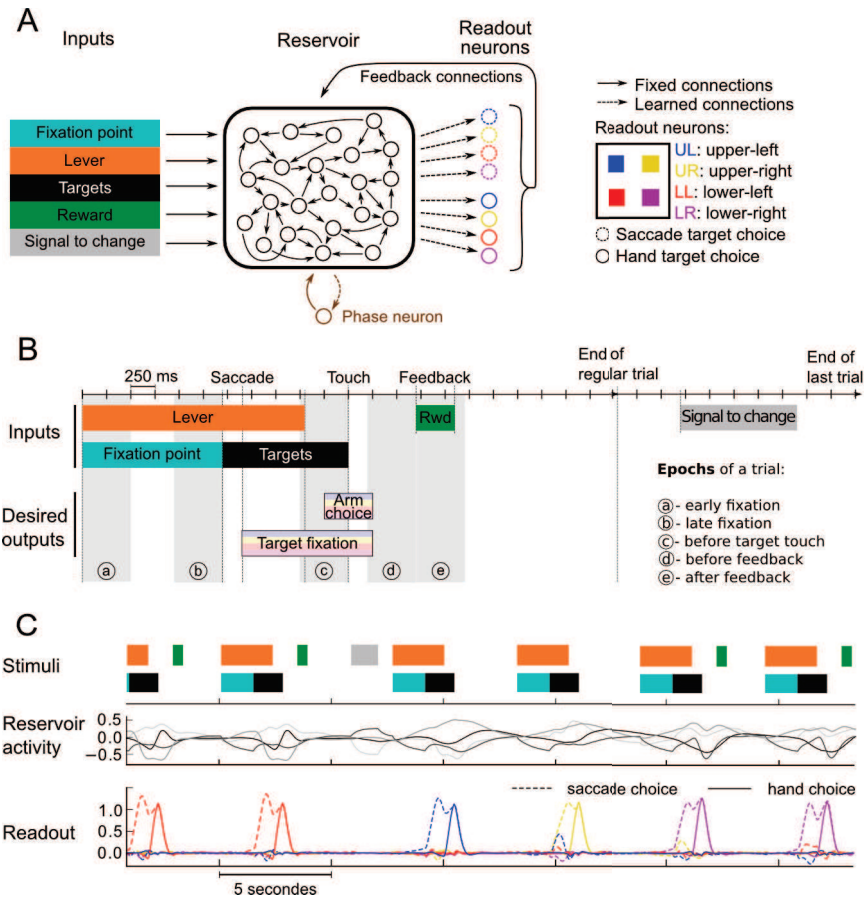 A
Inputs
Reservoir
Readout
neurons
Feedback connections
Fixation point
Lever
Targets
Reward
Signal to change
Phase neuron
Fixed connections
Learned connections
Readout neurons:
UL: upper-left
UR: upper-right
LL: lower-left
LR: lower-right
Saccade target choice
Hand target choice
B
250 ms
Saccade
Touch
Feedback
End of
regular trial
End of
last trial
Inputs
Lever
Rwd
Signal to change
Fixation point
Targets
Desired
outputs
Arm
choice
Target fixation
a
b
c
d
e
Epochs of a trial:
a - early fixation
b - late fixation
c - before target touch
d - before feedback
e - after feedback
C
Stimuli
Reservoir
activity
0.5
0.0
−0.5
saccade choice
hand choice
Readout
1.0
0.5
0.0
5 secondes